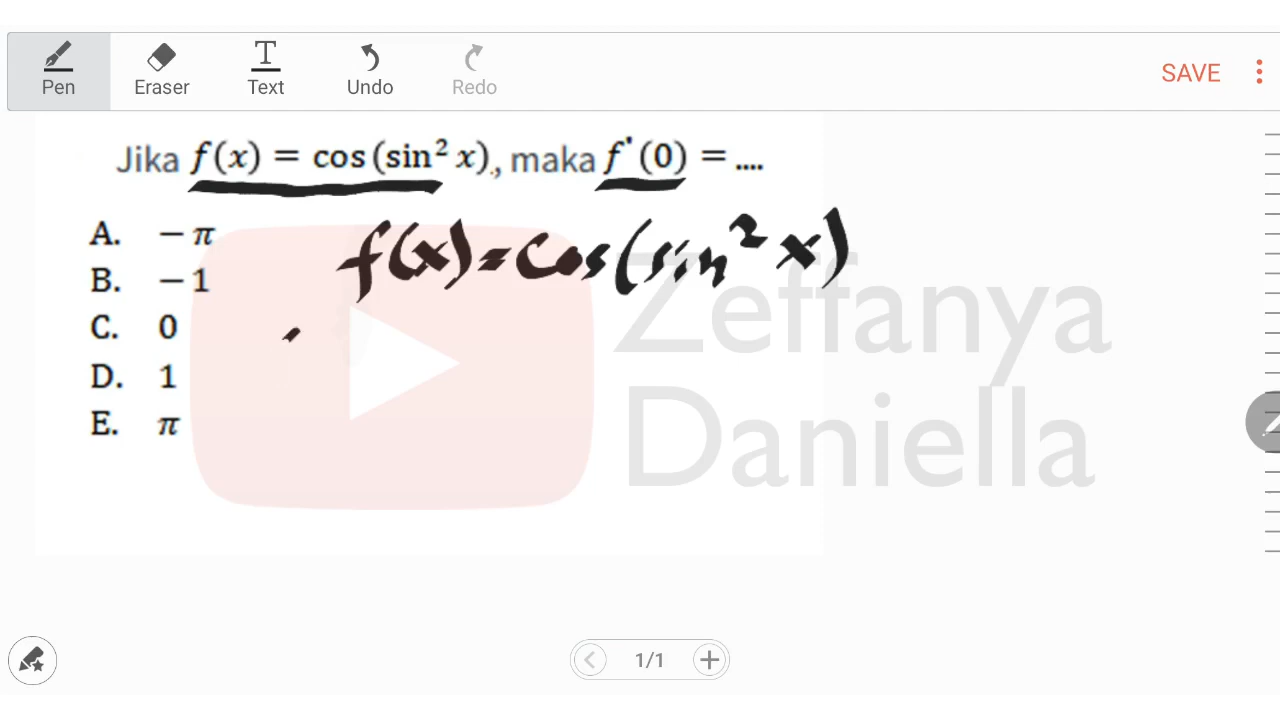 Pen Eraser Text Undo Redo SAVE
Jika f(x) = cos(sin² x), maka f'(0) = ....
A. −π
B. −1
C. 0
D. 1
E. π
f(x) = cos(sin² x)
Zeffanya
Daniella
1/1